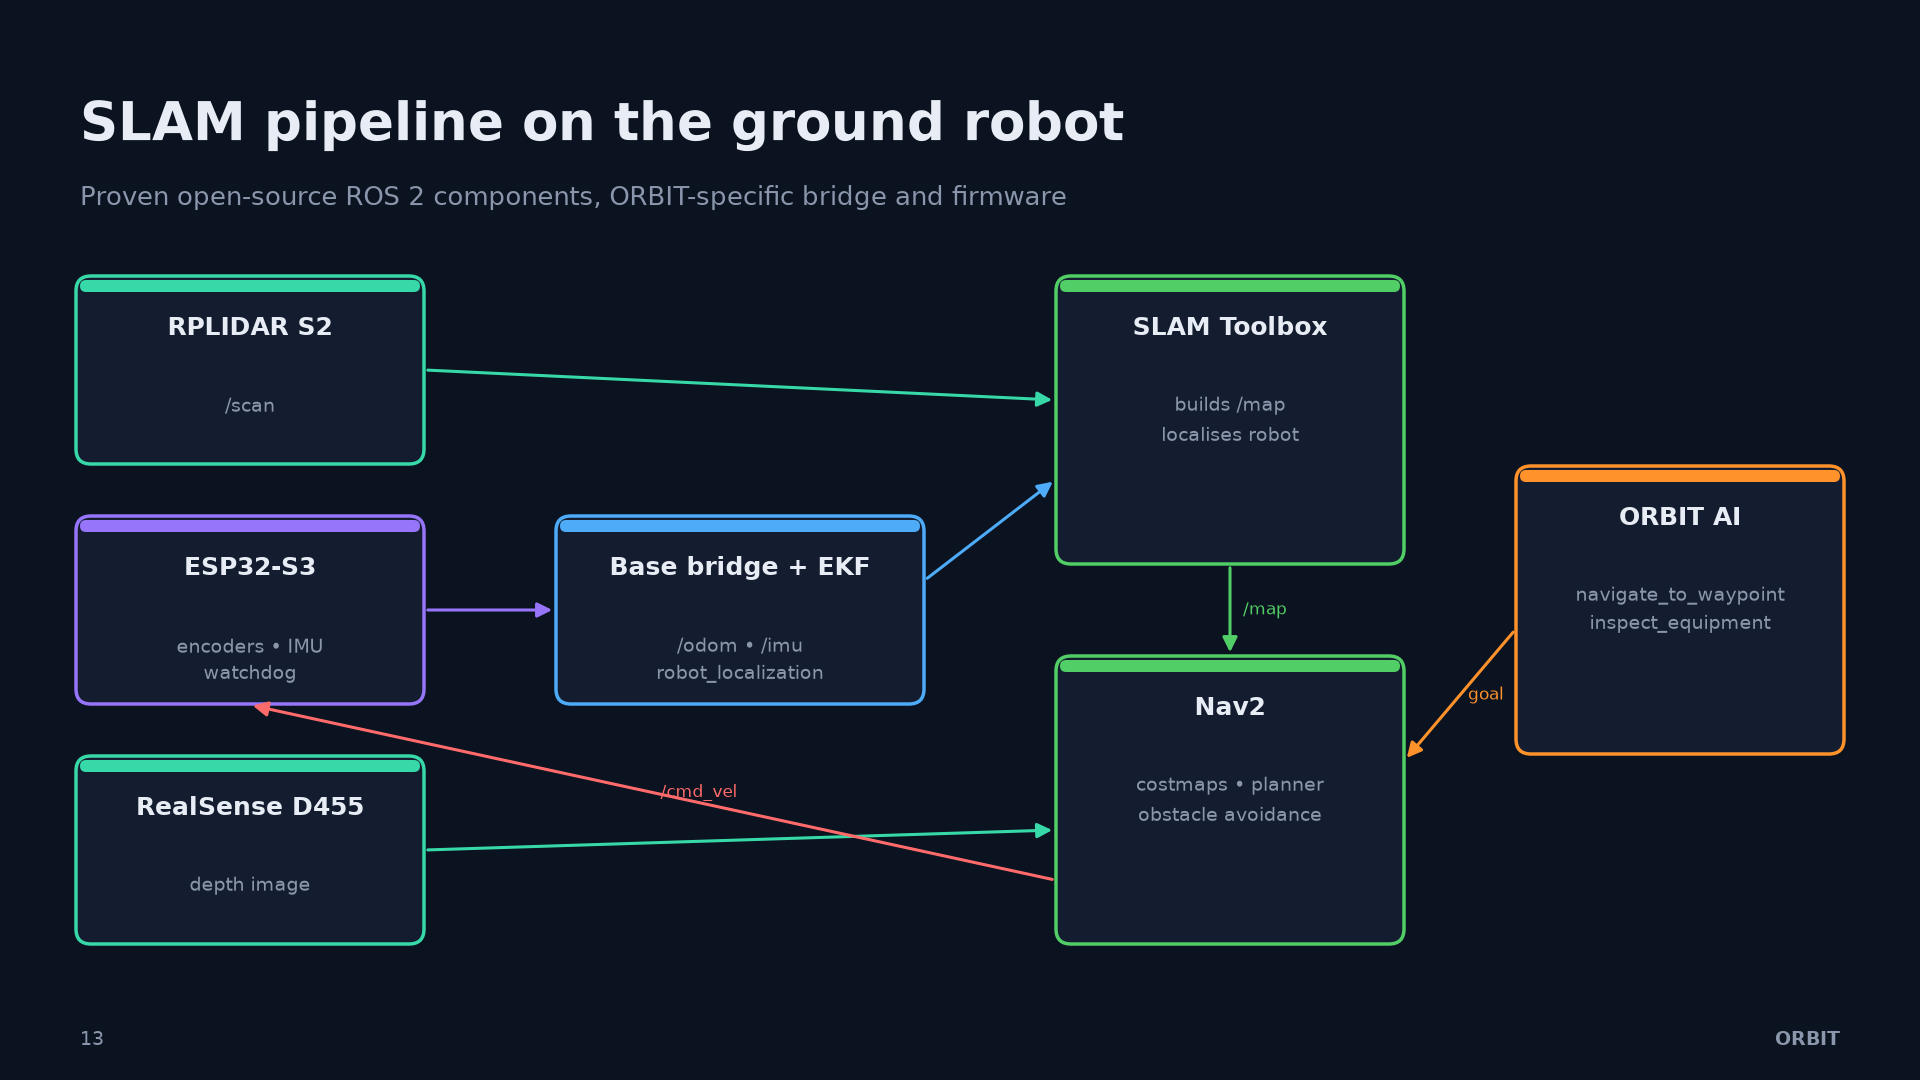 SLAM pipeline on the ground robot
Proven open-source ROS 2 components, ORBIT-specific bridge and firmware
RPLIDAR S2
/scan
SLAM Toolbox
builds /map
localises robot
ESP32-S3
encoders • IMU
watchdog
Base bridge + EKF
/odom • /imu
robot_localization
/map
ORBIT AI
navigate_to_waypoint
inspect_equipment
goal
RealSense D455
depth image
/cmd_vel
Nav2
costmaps • planner
obstacle avoidance
13
ORBIT